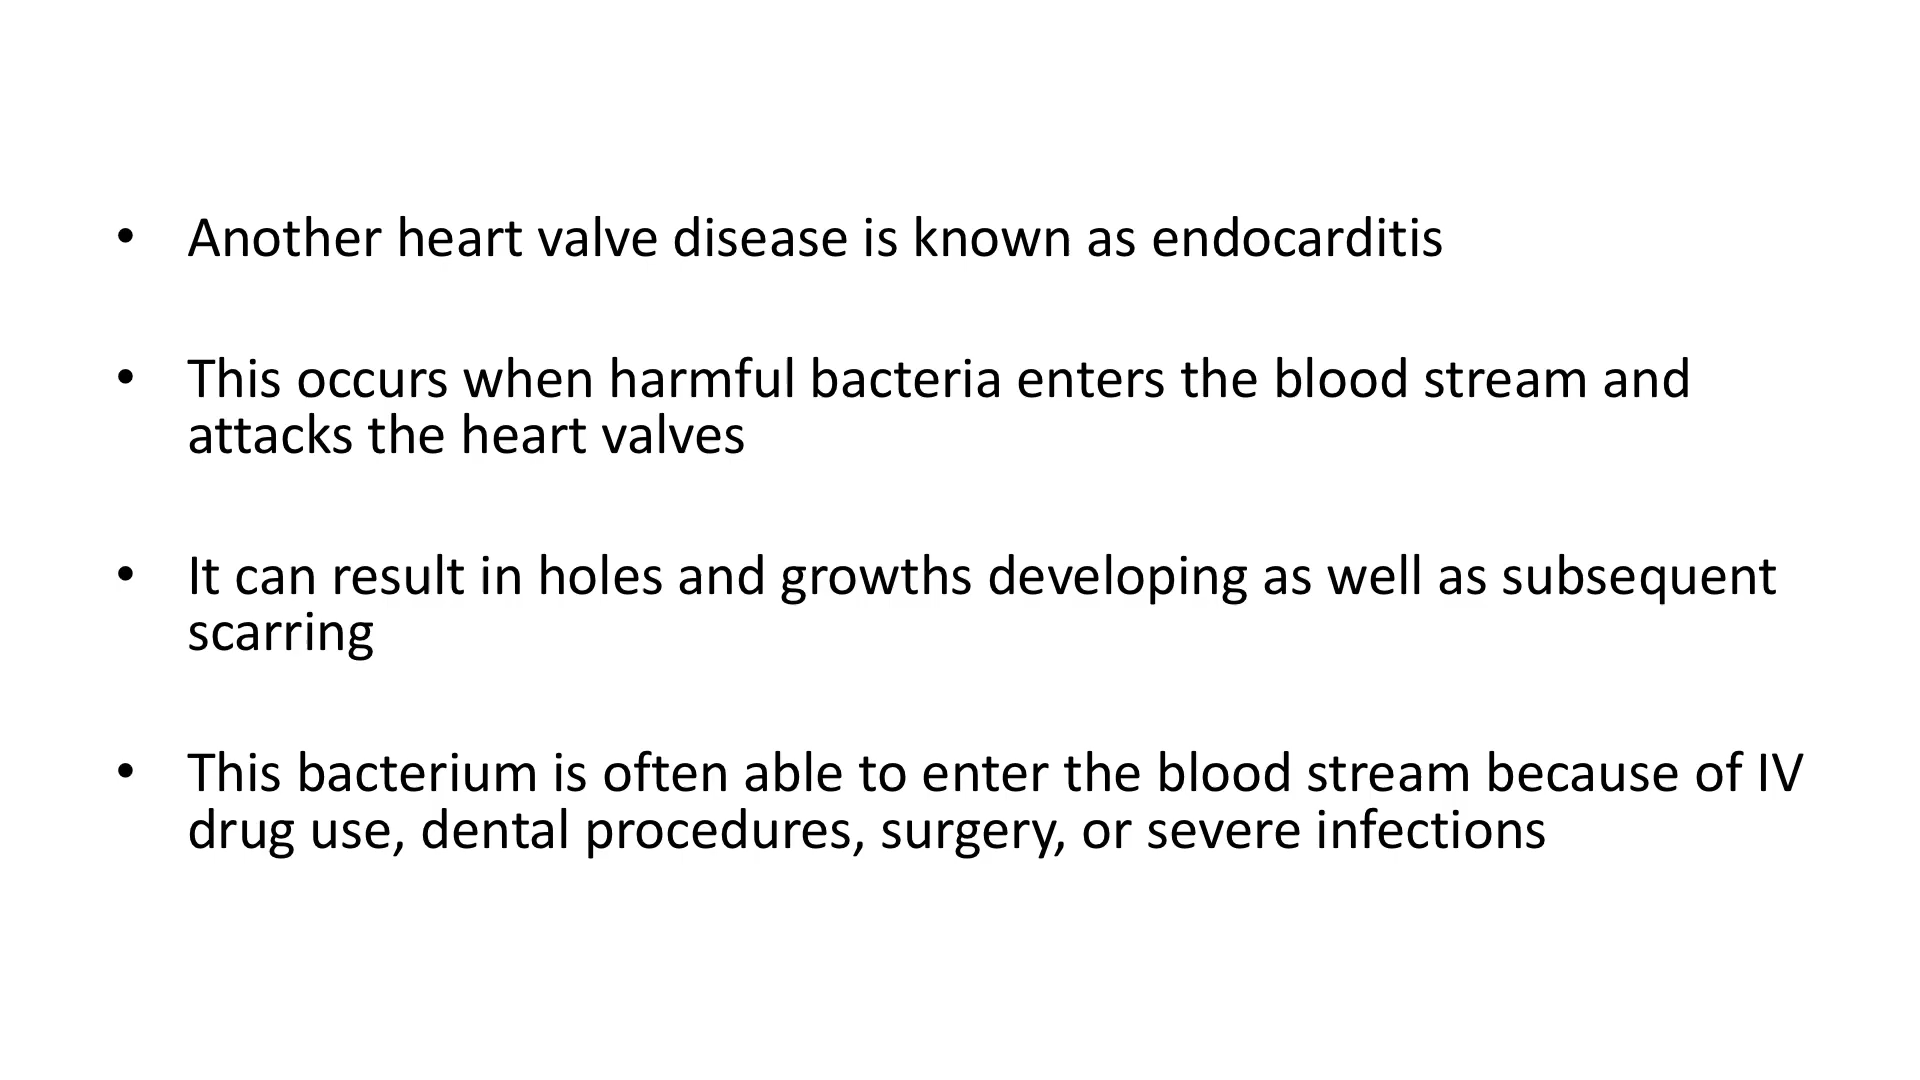 • Another heart valve disease is known as endocarditis
• This occurs when harmful bacteria enters the blood stream and
attacks the heart valves
• It can result in holes and growths developing as well as subsequent
scarring
• This bacterium is often able to enter the blood stream because of IV
drug use, dental procedures, surgery, or severe infections